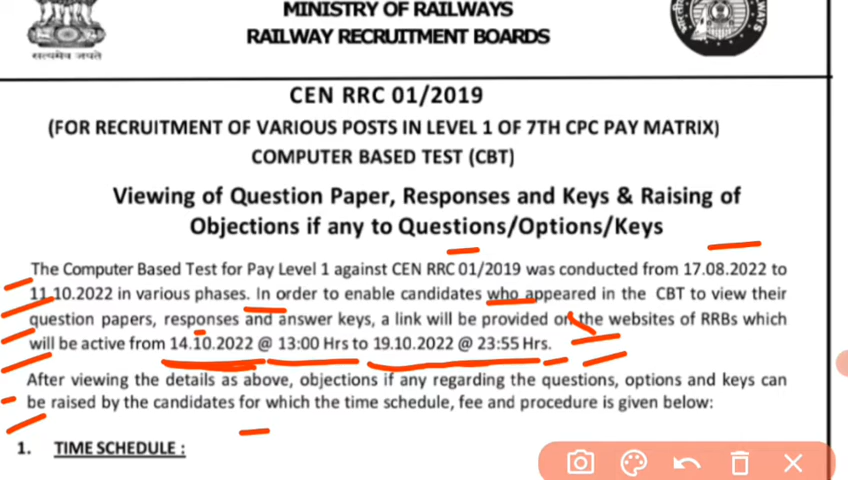 MINISTRY OF RAILWAYS
RAILWAY RECRUITMENT BOARDS
सत्यमेव जयते
CEN RRC 01/2019
(FOR RECRUITMENT OF VARIOUS POSTS IN LEVEL 1 OF 7TH CPC PAY MATRIX)
COMPUTER BASED TEST (CBT)
Viewing of Question Paper, Responses and Keys & Raising of
Objections if any to Questions/Options/Keys
The Computer Based Test for Pay Level 1 against CEN RRC 01/2019 was conducted from 17.08.2022 to
11.10.2022 in various phases. In order to enable candidates who appeared in the CBT to view their
question papers, responses and answer keys, a link will be provided on the websites of RRBs which
will be active from 14.10.2022 @ 13:00 Hrs to 19.10.2022 @ 23:55 Hrs.
After viewing the details as above, objections if any regarding the questions, options and keys can
be raised by the candidates for which the time schedule, fee and procedure is given below:
1. TIME SCHEDULE :